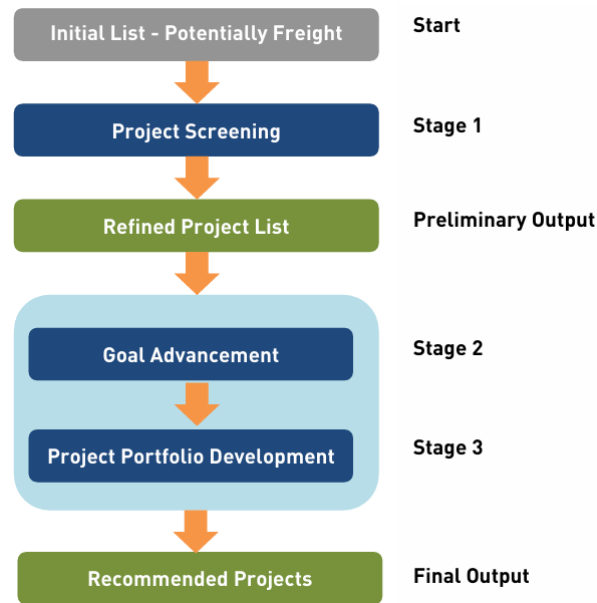 Initial List - Potentially Freight
Start
Project Screening
Stage 1
Refined Project List
Preliminary Output
Goal Advancement
Stage 2
Project Portfolio Development
Stage 3
Recommended Projects
Final Output